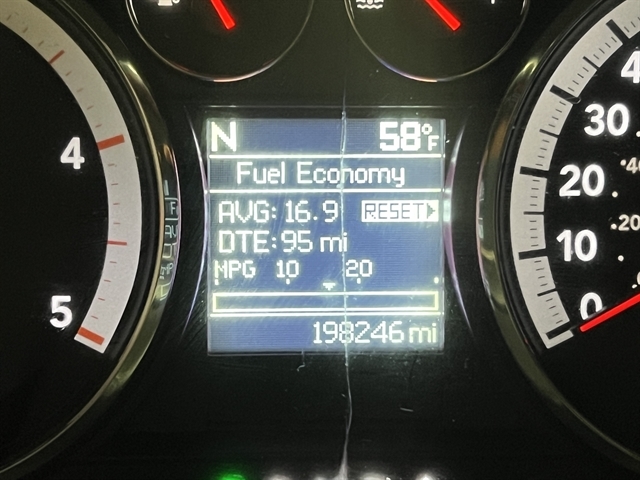 N 58°F
Fuel Economy
AVG: 16.9 RESET
DTE: 95 mi
MPG 10 20
198246 mi
4
5
4
30
20
10
0